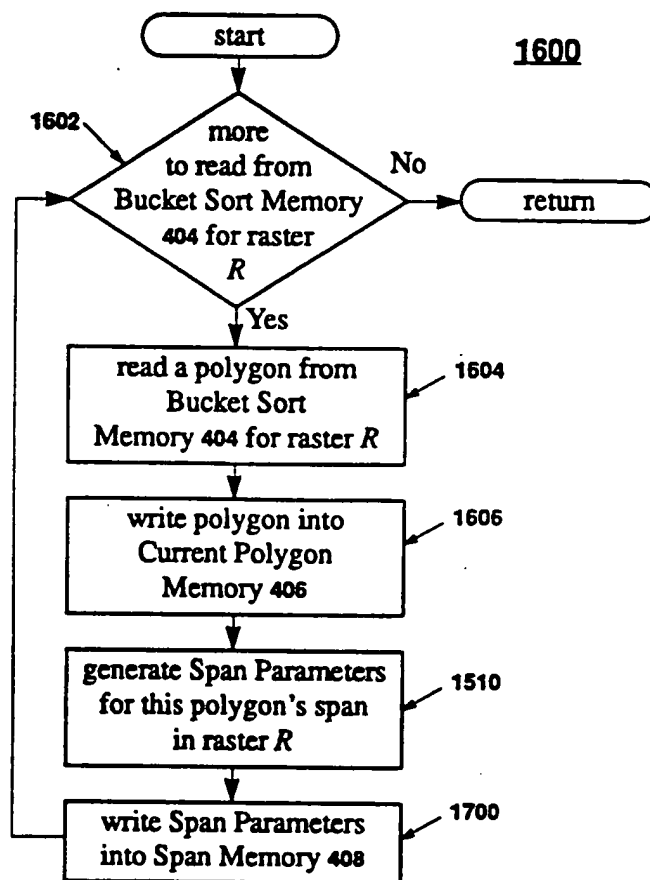 start
1600
1602
more
to read from
Bucket Sort Memory
404 for raster
R
No
return
Yes
read a polygon from
Bucket Sort
Memory 404 for raster R
1604
write polygon into
Current Polygon
Memory 406
1606
generate Span Parameters
for this polygon's span
in raster R
1510
write Span Parameters
into Span Memory 408
1700